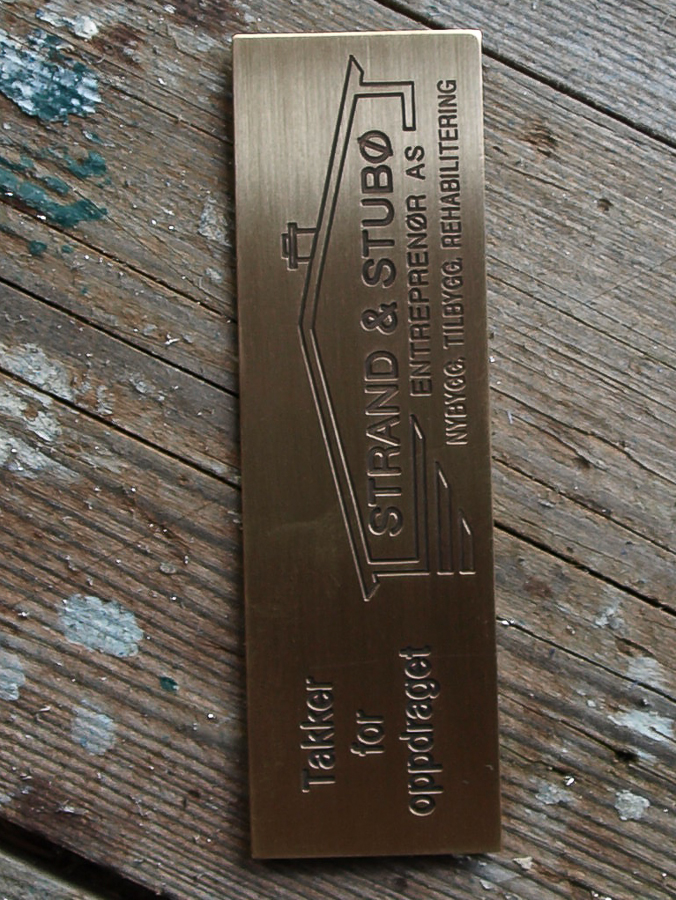 Takker
for
oppdraget
STRAND & STUBØ
ENTREPRENØR AS
NYBYGG, TILBYGG, REHABILITERING